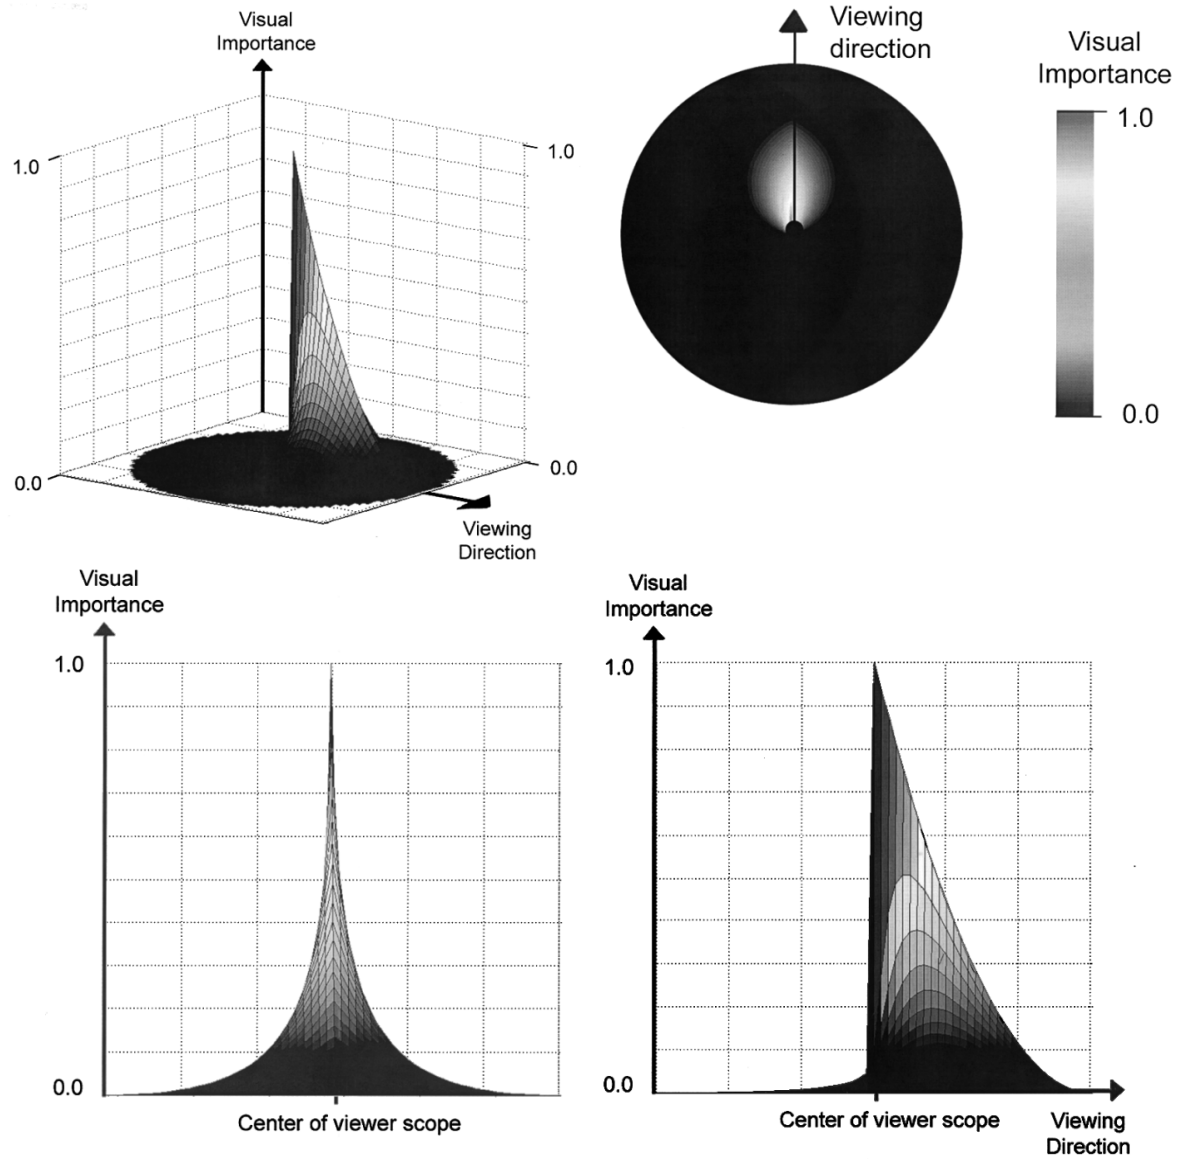 Visual
Importance
1.0
1.0
0.0
0.0
Viewing
Direction
Viewing
direction
Visual
Importance
1.0
0.0
Visual
Importance
1.0
0.0
Center of viewer scope
Visual
Importance
1.0
0.0
Center of viewer scope
Viewing
Direction